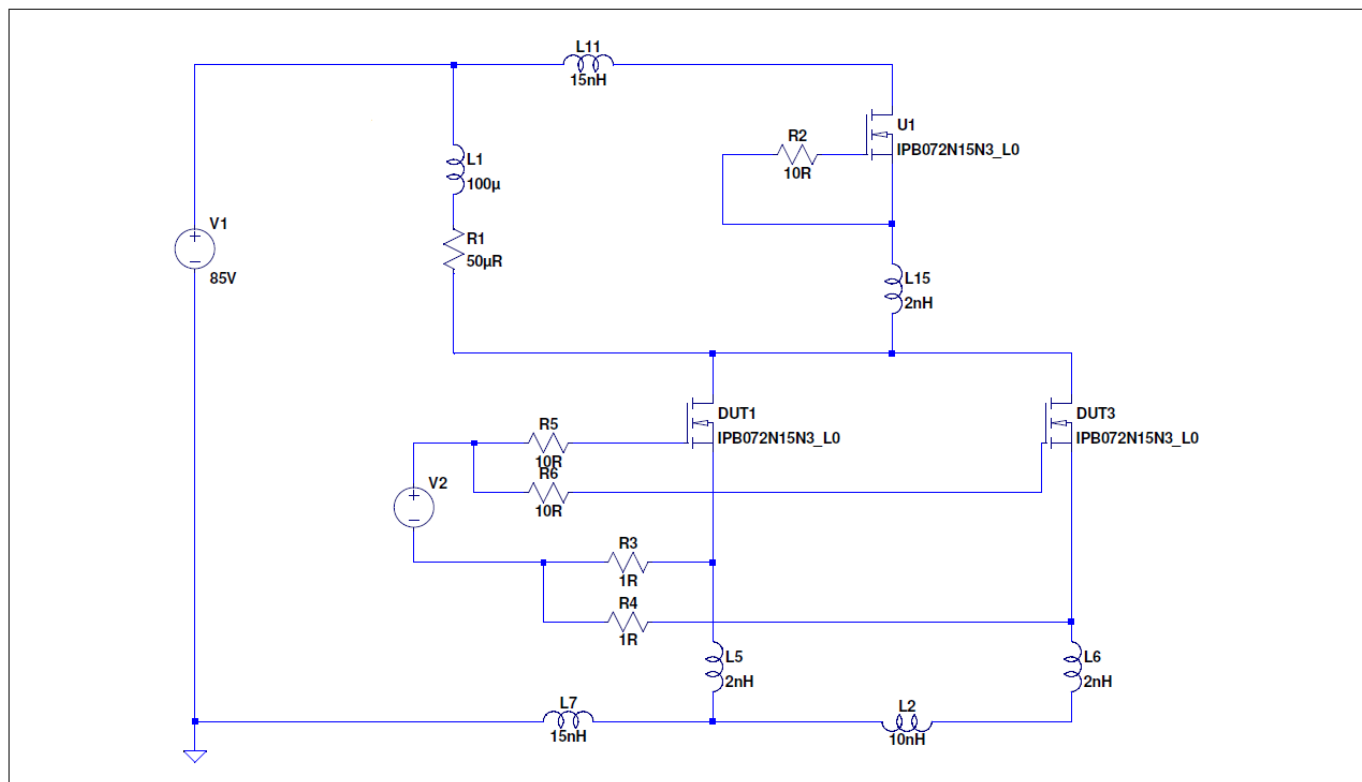 L11
15nH
U1
IPB072N15N3_L0
R2
10R
L1
100µ
R1
50µR
V1
85V
L15
2nH
DUT1
IPB072N15N3_L0
DUT3
IPB072N15N3_L0
R5
10R
R6
10R
V2
R3
1R
R4
1R
L5
2nH
L6
2nH
L7
15nH
L2
10nH